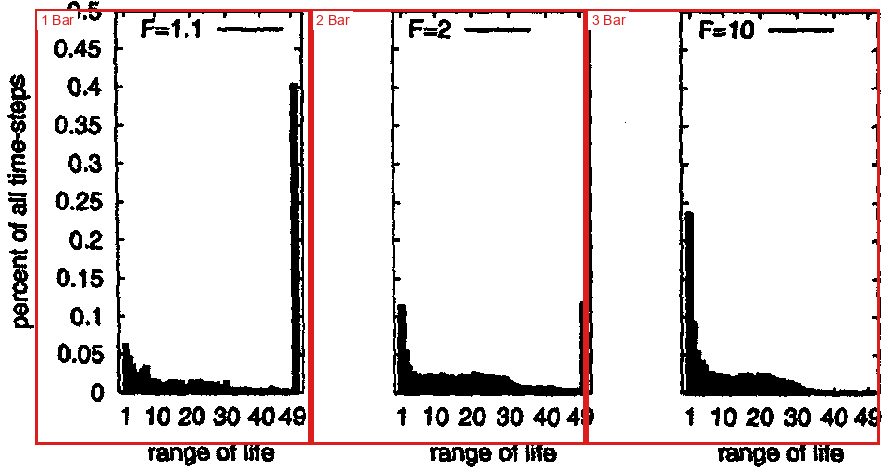 percent of all time-steps
1 Bar
0.5
0.45
0.4
0.35
0.3
0.25
0.2
0.15
0.1
0.05
0
F=1.1
1 10 20 30 4049
range of life
2 Bar
F=2
1 10 20 30 40 49
range of life
3 Bar
F=10
1 10 20 30 40 49
range of life